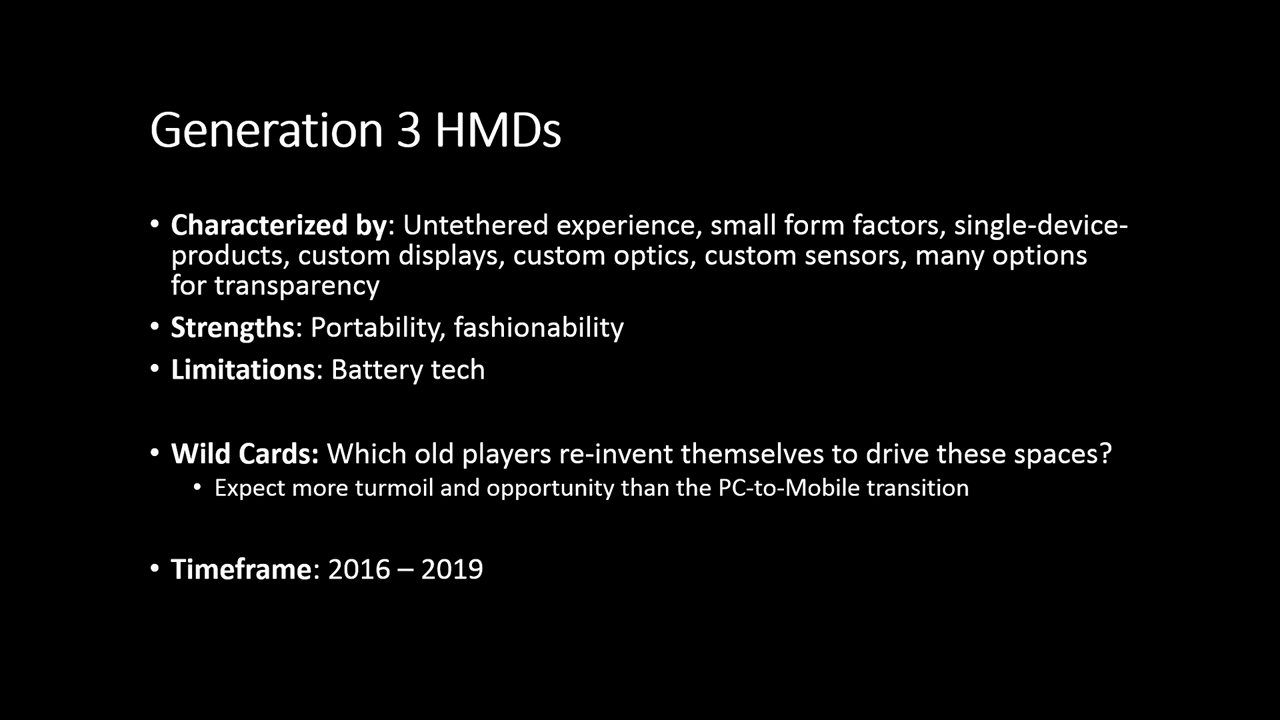 Generation 3 HMDs
• Characterized by: Untethered experience, small form factors, single-device-
products, custom displays, custom optics, custom sensors, many options
for transparency
• Strengths: Portability, fashionability
• Limitations: Battery tech
• Wild Cards: Which old players re-invent themselves to drive these spaces?
• Expect more turmoil and opportunity than the PC-to-Mobile transition
• Timeframe: 2016 – 2019